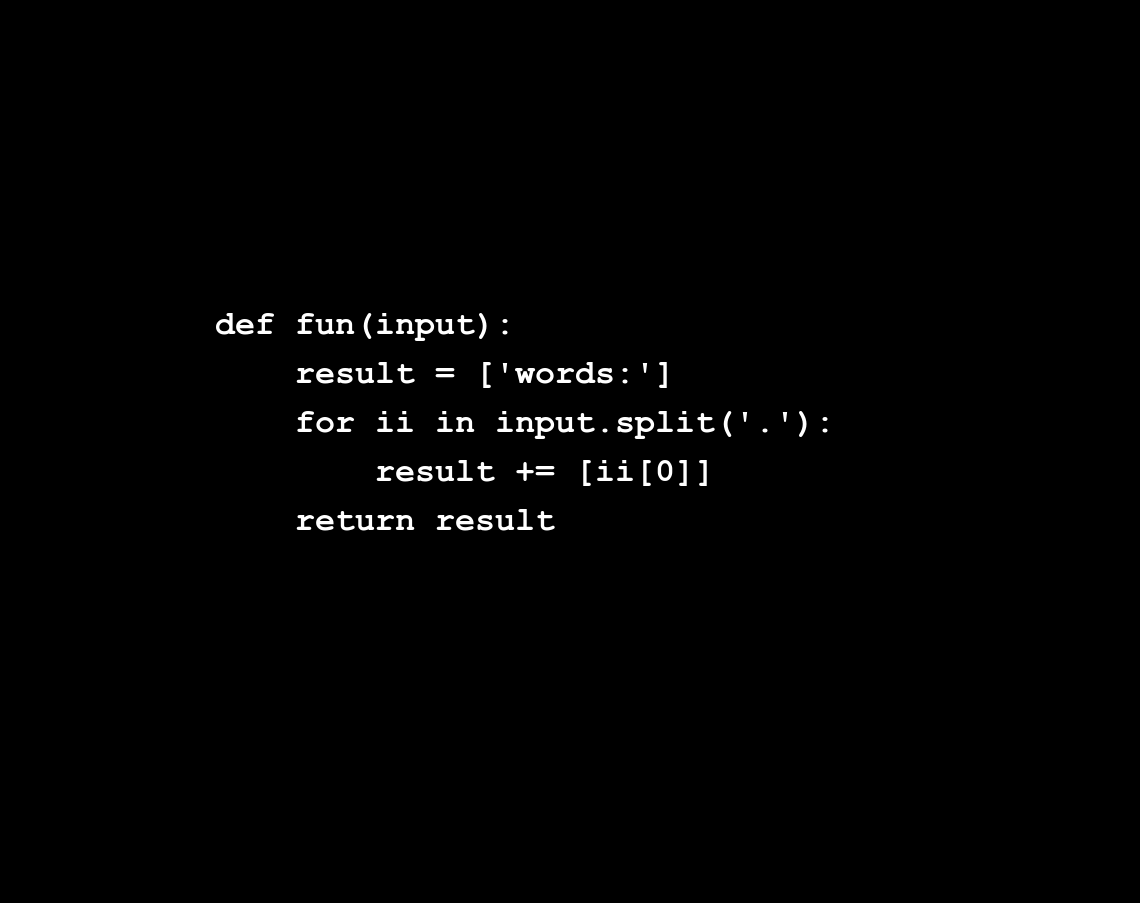 def fun(input):
    result = ['words:']
    for ii in input.split('.'):
        result += [ii[0]]
    return result